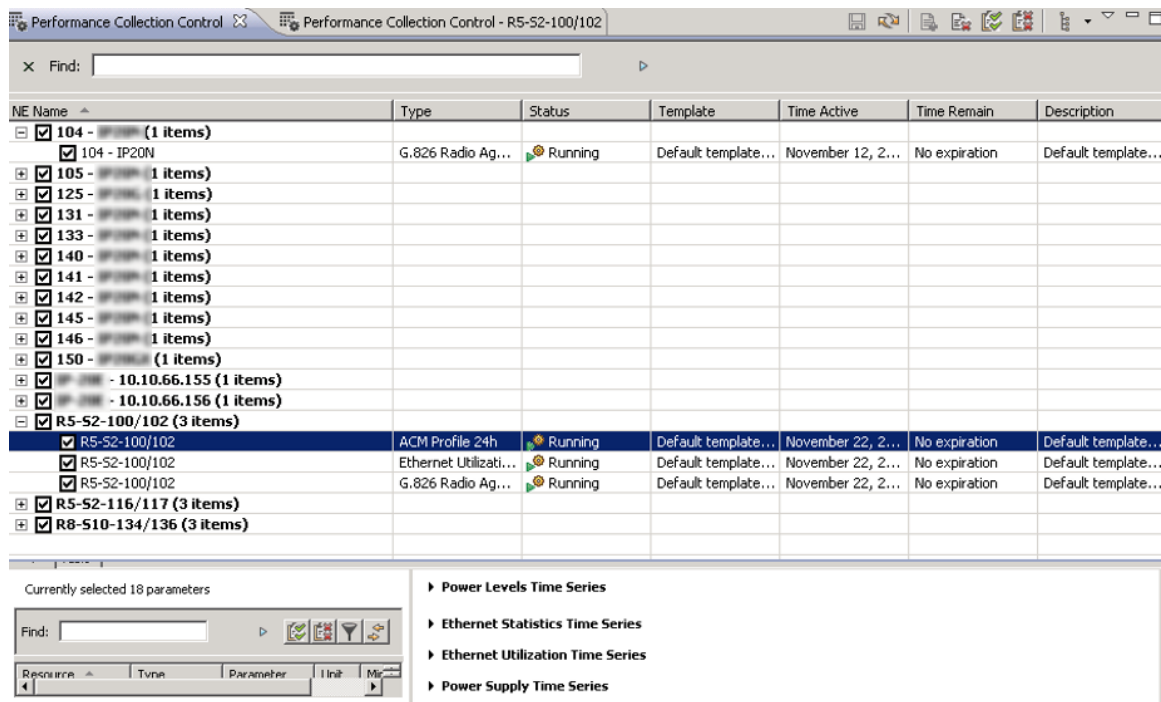 Performance Collection Control Performance Collection Control - R5-S2-100/102
Find:
NE Name Type Status Template Time Active Time Remain Description
104 - (1 items)
104 - IP20N G.826 Radio Ag... Running Default template... November 12, 2... No expiration Default template...
105 - 1 items)
125 - (1 items)
131 - 1 items)
133 - 1 items)
140 - 1 items)
141 - 1 items)
142 - 1 items)
145 - 1 items)
146 - 1 items)
150 - (1 items)
- 10.10.66.155 (1 items)
- 10.10.66.156 (1 items)
R5-S2-100/102 (3 items)
R5-S2-100/102 ACM Profile 24h Running Default template... November 22, 2... No expiration Default template...
R5-S2-100/102 Ethernet Utilizati... Running Default template... November 22, 2... No expiration Default template...
R5-S2-100/102 G.826 Radio Ag... Running Default template... November 22, 2... No expiration Default template...
R5-S2-116/117 (3 items)
R8-S10-134/136 (3 items)
Currently selected 18 parameters
Find:
Resource Type Parameter Unit
Power Levels Time Series
Ethernet Statistics Time Series
Ethernet Utilization Time Series
Power Supply Time Series